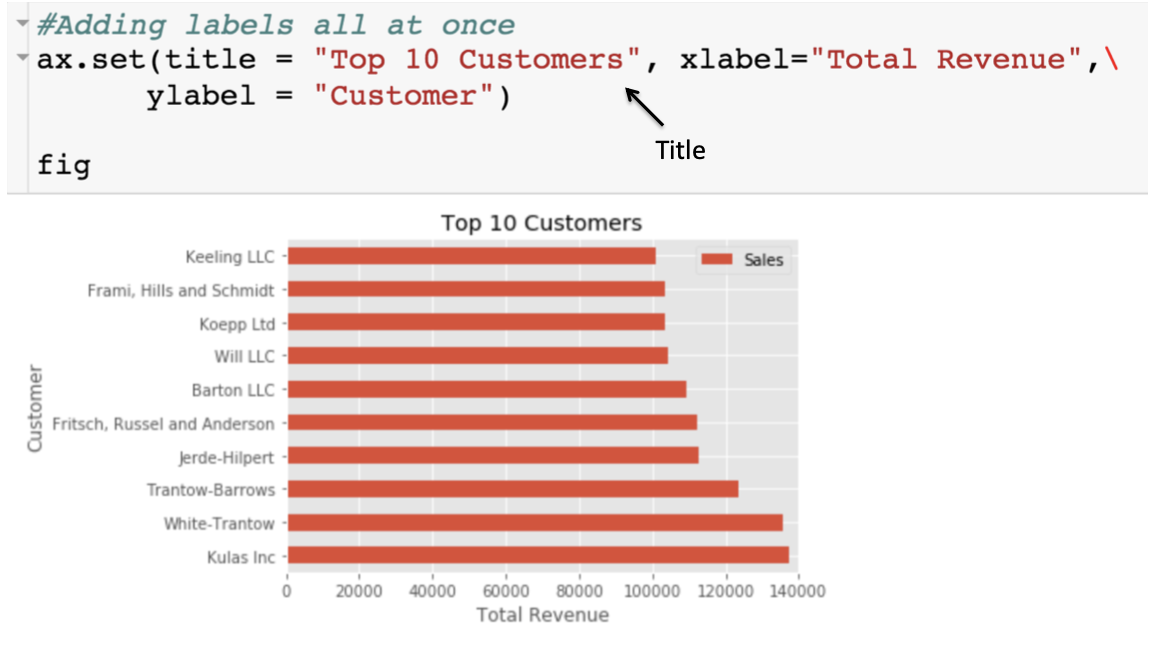 #Adding labels all at once
ax.set(title = "Top 10 Customers", xlabel="Total Revenue",\
ylabel = "Customer")
Title
fig
Top 10 Customers
Sales
Keeling LLC
Frami, Hills and Schmidt
Koepp Ltd
Will LLC
Barton LLC
Fritsch, Russel and Anderson
Jerde-Hilpert
Trantow-Barrows
White-Trantow
Kulas Inc
Customer
0 20000 40000 60000 80000 100000 120000 140000
Total Revenue